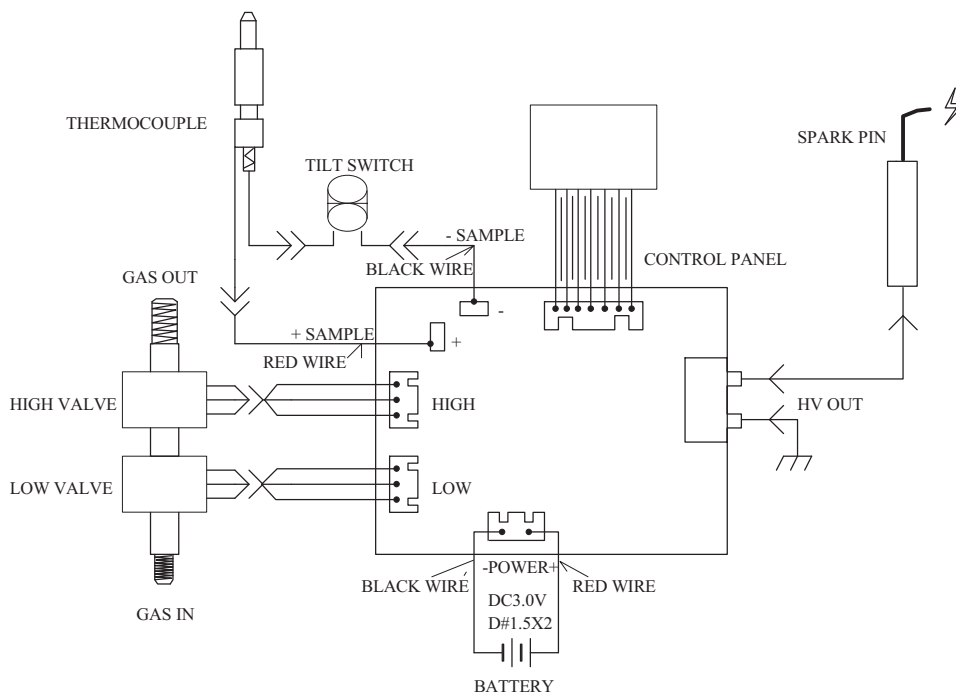 THERMOCOUPLE
TILT SWITCH
SPARK PIN
- SAMPLE
BLACK WIRE
CONTROL PANEL
GAS OUT
+ SAMPLE
RED WIRE
-
+
HIGH VALVE
HIGH
HV OUT
LOW VALVE
LOW
BLACK WIRE
-POWER+
RED WIRE
DC3.0V
D#1.5X2
GAS IN
BATTERY